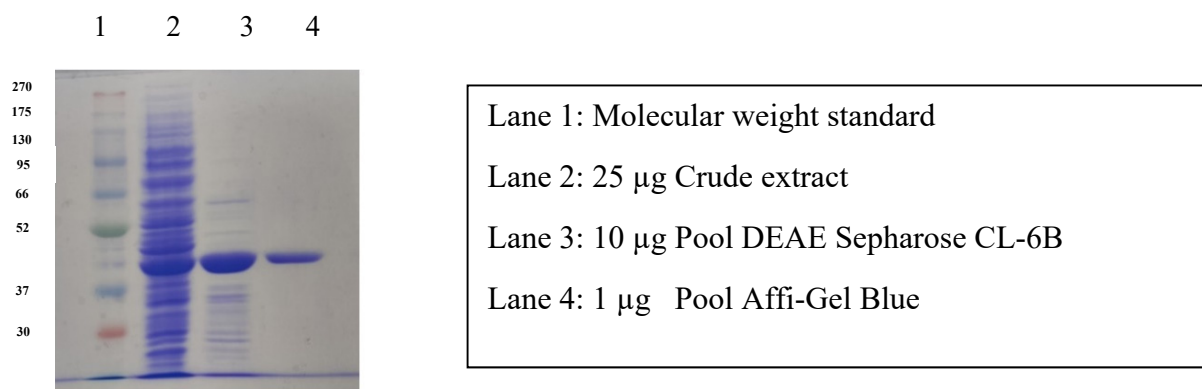 1 2 3 4
270
175
130
95
66
52
37
30
Lane 1: Molecular weight standard
Lane 2: 25 µg Crude extract
Lane 3: 10 µg Pool DEAE Sepharose CL-6B
Lane 4: 1 µg Pool Affi-Gel Blue